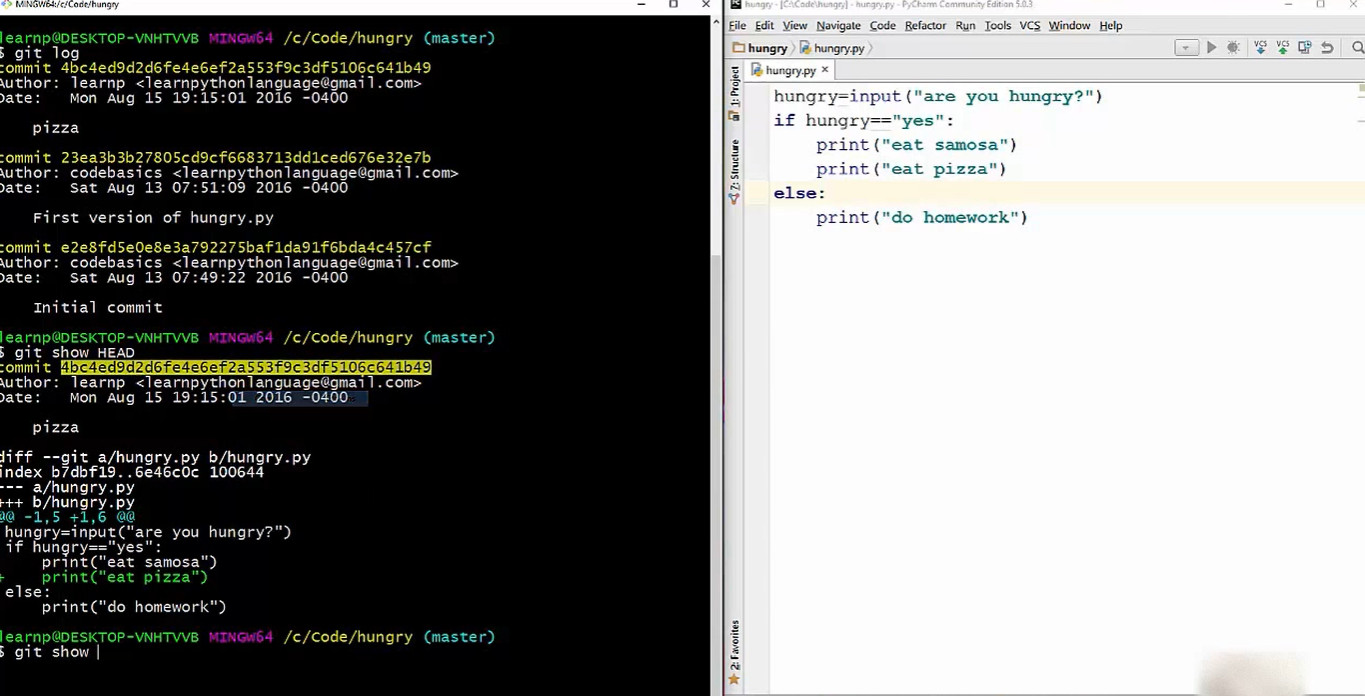 MINGW64:/c/Code/hungry
learnp@DESKTOP-VNHTVVB MINGW64 /c/Code/hungry (master)
$ git log
commit 4bc4ed9d2d6fe4e6ef2a553f9c3df5106c641b49
Author: learnp <learnpythonlanguage@gmail.com>
Date:   Mon Aug 15 19:15:01 2016 -0400
pizza
commit 23ea3b3b27805cd9cf6683713dd1ced676e32e7b
Author: codebasics <learnpythonlanguage@gmail.com>
Date:   Sat Aug 13 07:51:09 2016 -0400
First version of hungry.py
commit e2e8fd5e0e8e3a792275baf1da91f6bda4c457cf
Author: codebasics <learnpythonlanguage@gmail.com>
Date:   Sat Aug 13 07:49:22 2016 -0400
Initial commit
learnp@DESKTOP-VNHTVVB MINGW64 /c/Code/hungry (master)
$ git show HEAD
commit 4bc4ed9d2d6fe4e6ef2a553f9c3df5106c641b49
Author: learnp <learnpythonlanguage@gmail.com>
Date:   Mon Aug 15 19:15:01 2016 -0400
pizza
diff --git a/hungry.py b/hungry.py
index b7dbf19..6e46c0c 100644
--- a/hungry.py
+++ b/hungry.py
@@ -1,5 +1,6 @@
hungry=input("are you hungry?")
if hungry=="yes":
print("eat samosa")
+    print("eat pizza")
else:
print("do homework")
learnp@DESKTOP-VNHTVVB MINGW64 /c/Code/hungry (master)
$ git show
hungry - [C:\Code\hungry] - ...\hungry.py - PyCharm Community Edition 5.0.3
File Edit View Navigate Code Refactor Run Tools VCS Window Help
hungry hungry.py VCS VCS
hungry.py
1: Project
7: Structure
2: Favorites
hungry=input("are you hungry?")
if hungry=="yes":
print("eat samosa")
print("eat pizza")
else:
print("do homework")